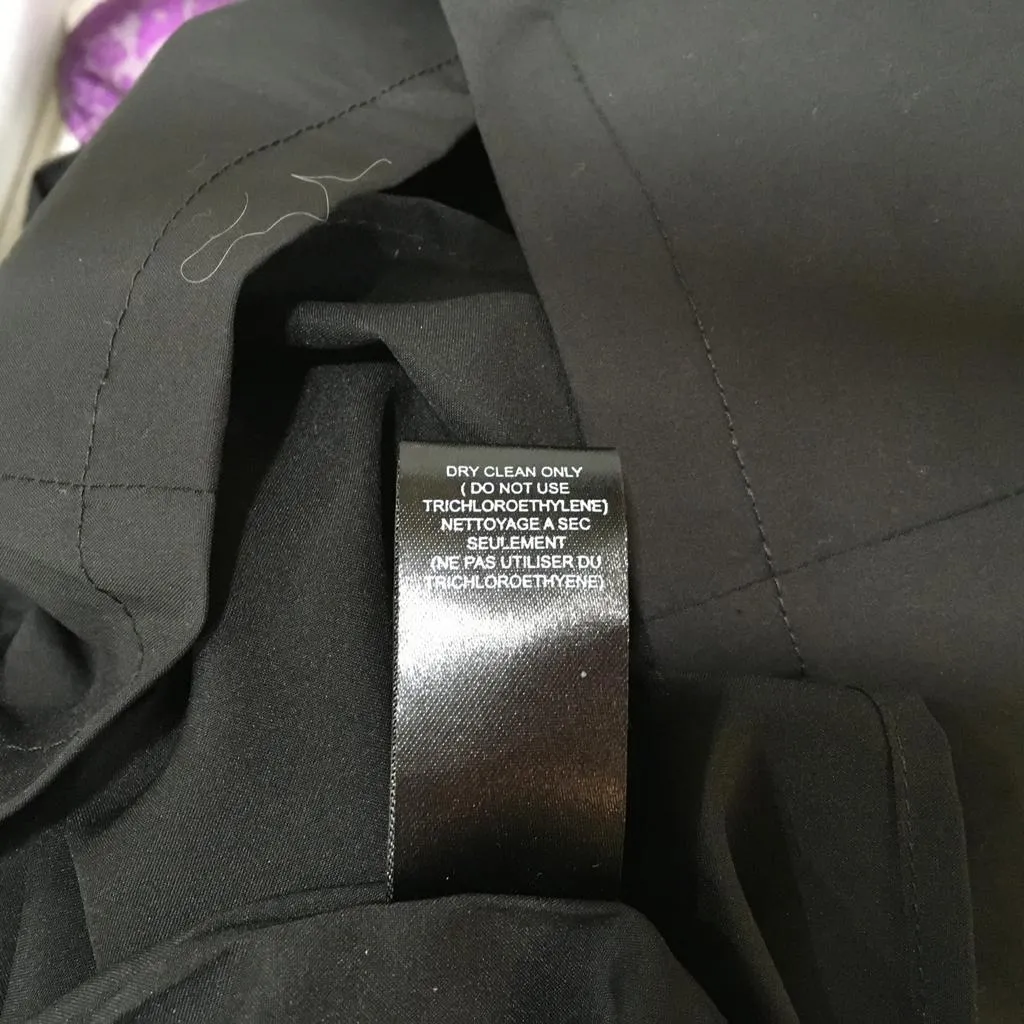 DRY CLEAN ONLY
( DO NOT USE
TRICHLOROETHYLENE)
NETTOYAGE A SEC
SEULEMENT
(NE PAS UTILISER DU
TRICHLOROETHYENE)